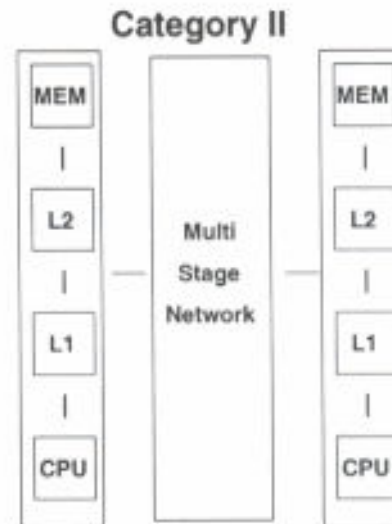 Category II
MEM
L2
L1
CPU
Multi
Stage
Network
MEM
L2
L1
CPU